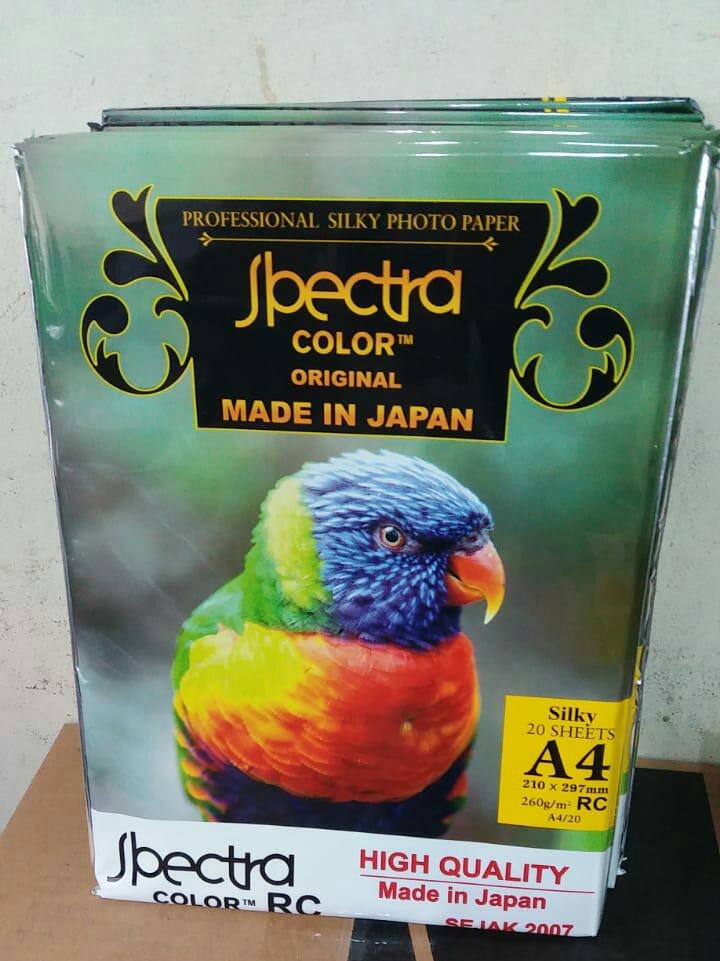 PROFESSIONAL SILKY PHOTO PAPER
Spectra
COLOR™
ORIGINAL
MADE IN JAPAN
Silky
20 SHEETS
A4
210 × 297mm
260g/m² RC
A4/20
Spectra
COLOR™ RC
HIGH QUALITY
Made in Japan
SEJAK 2007